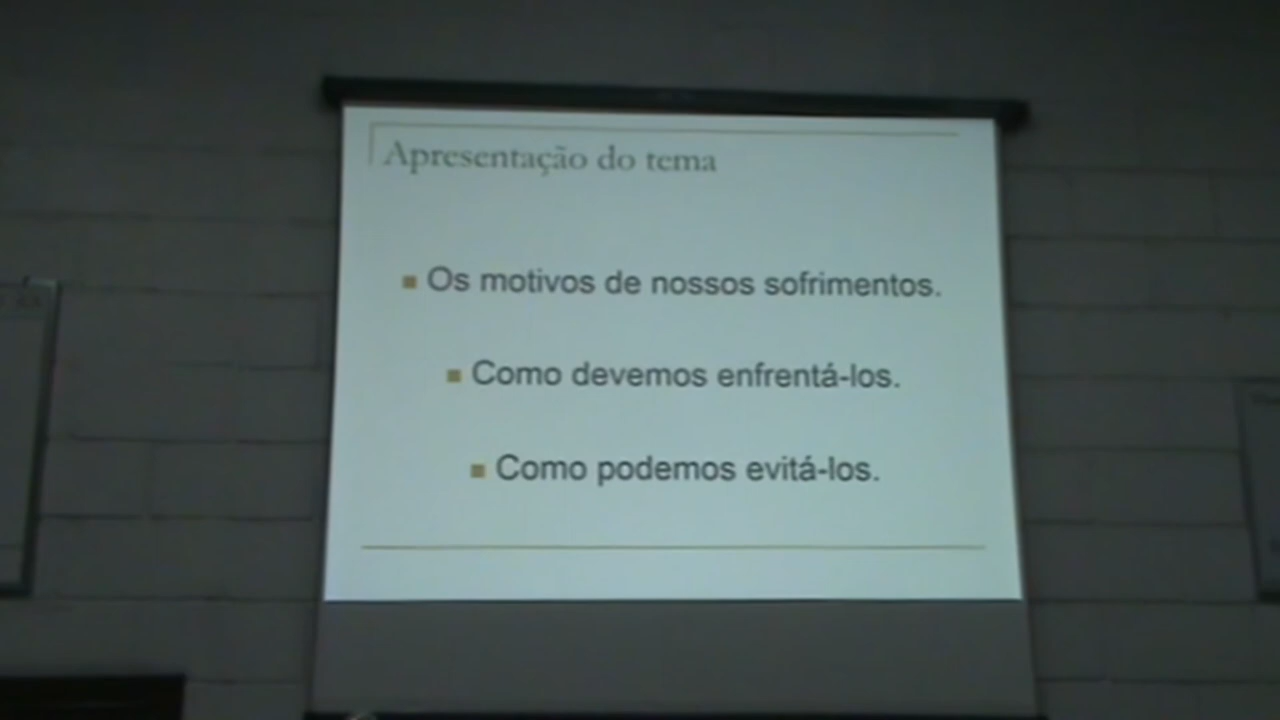 Apresentação do tema
Os motivos de nossos sofrimentos.
Como devemos enfrentá-los.
Como podemos evitá-los.